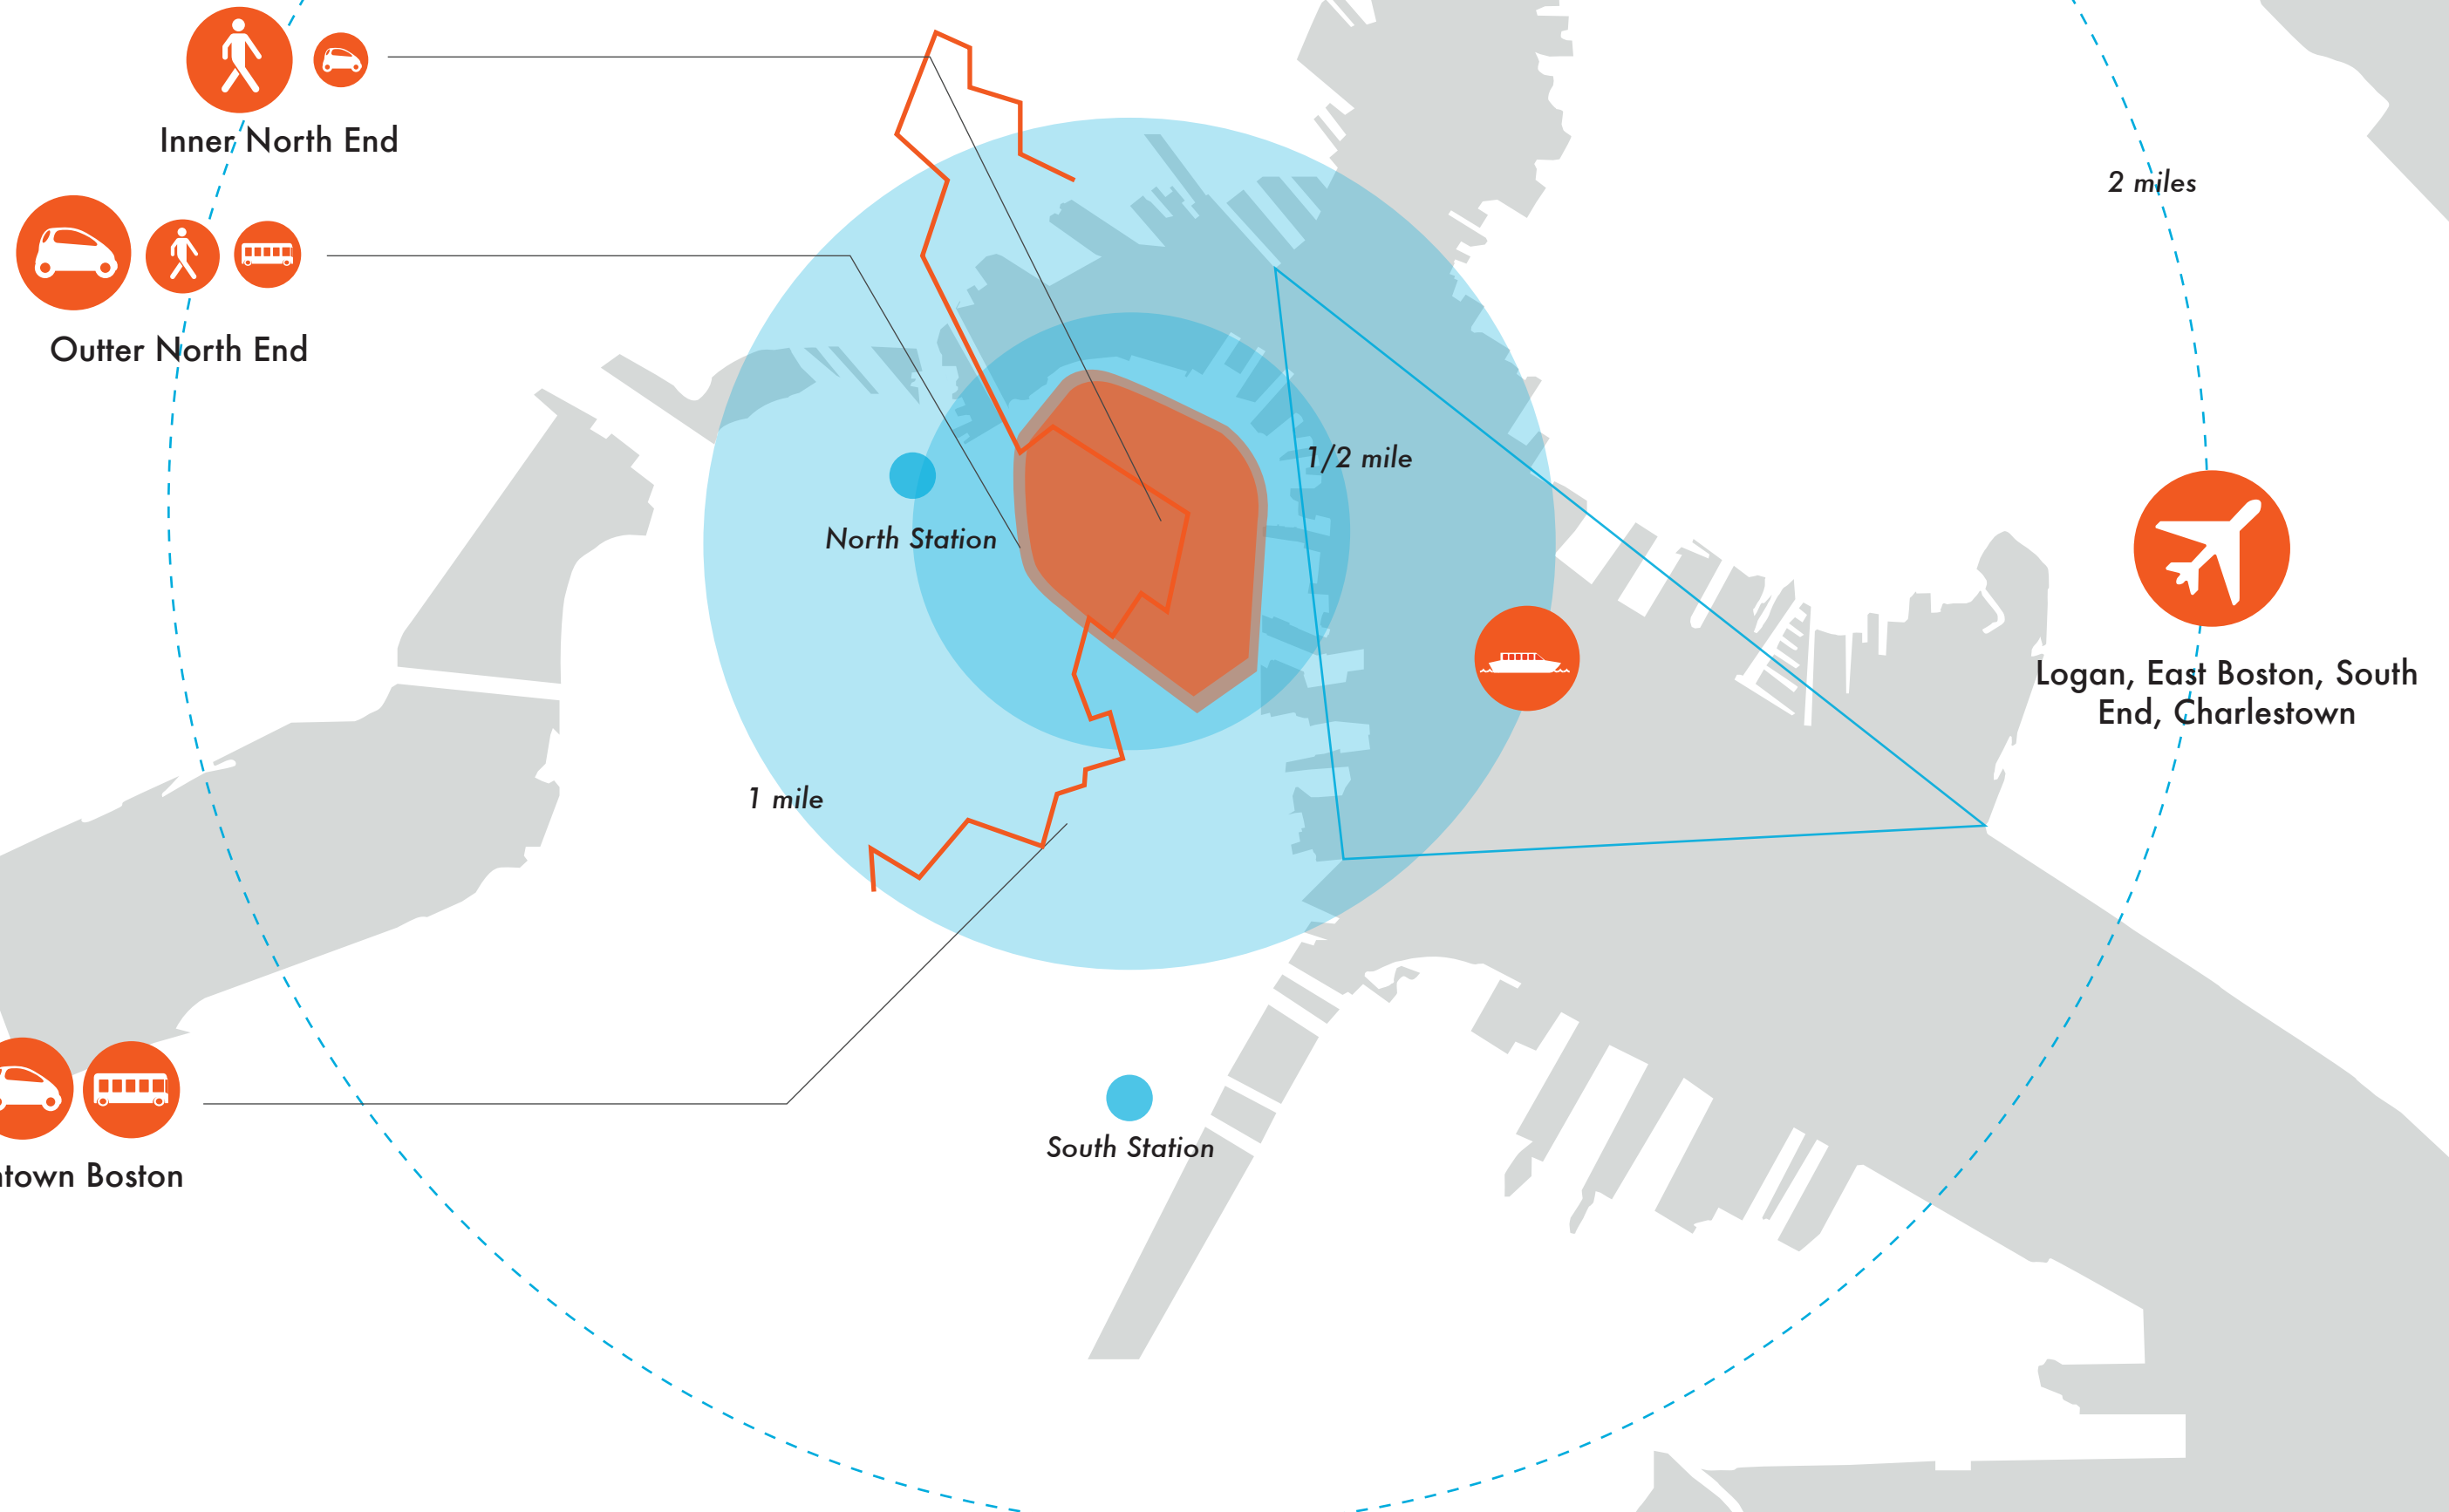 Inner North End
2 miles
Outter North End
1/2 mile
North Station
Logan, East Boston, South
End, Charlestown
1 mile
South Station
ntown Boston